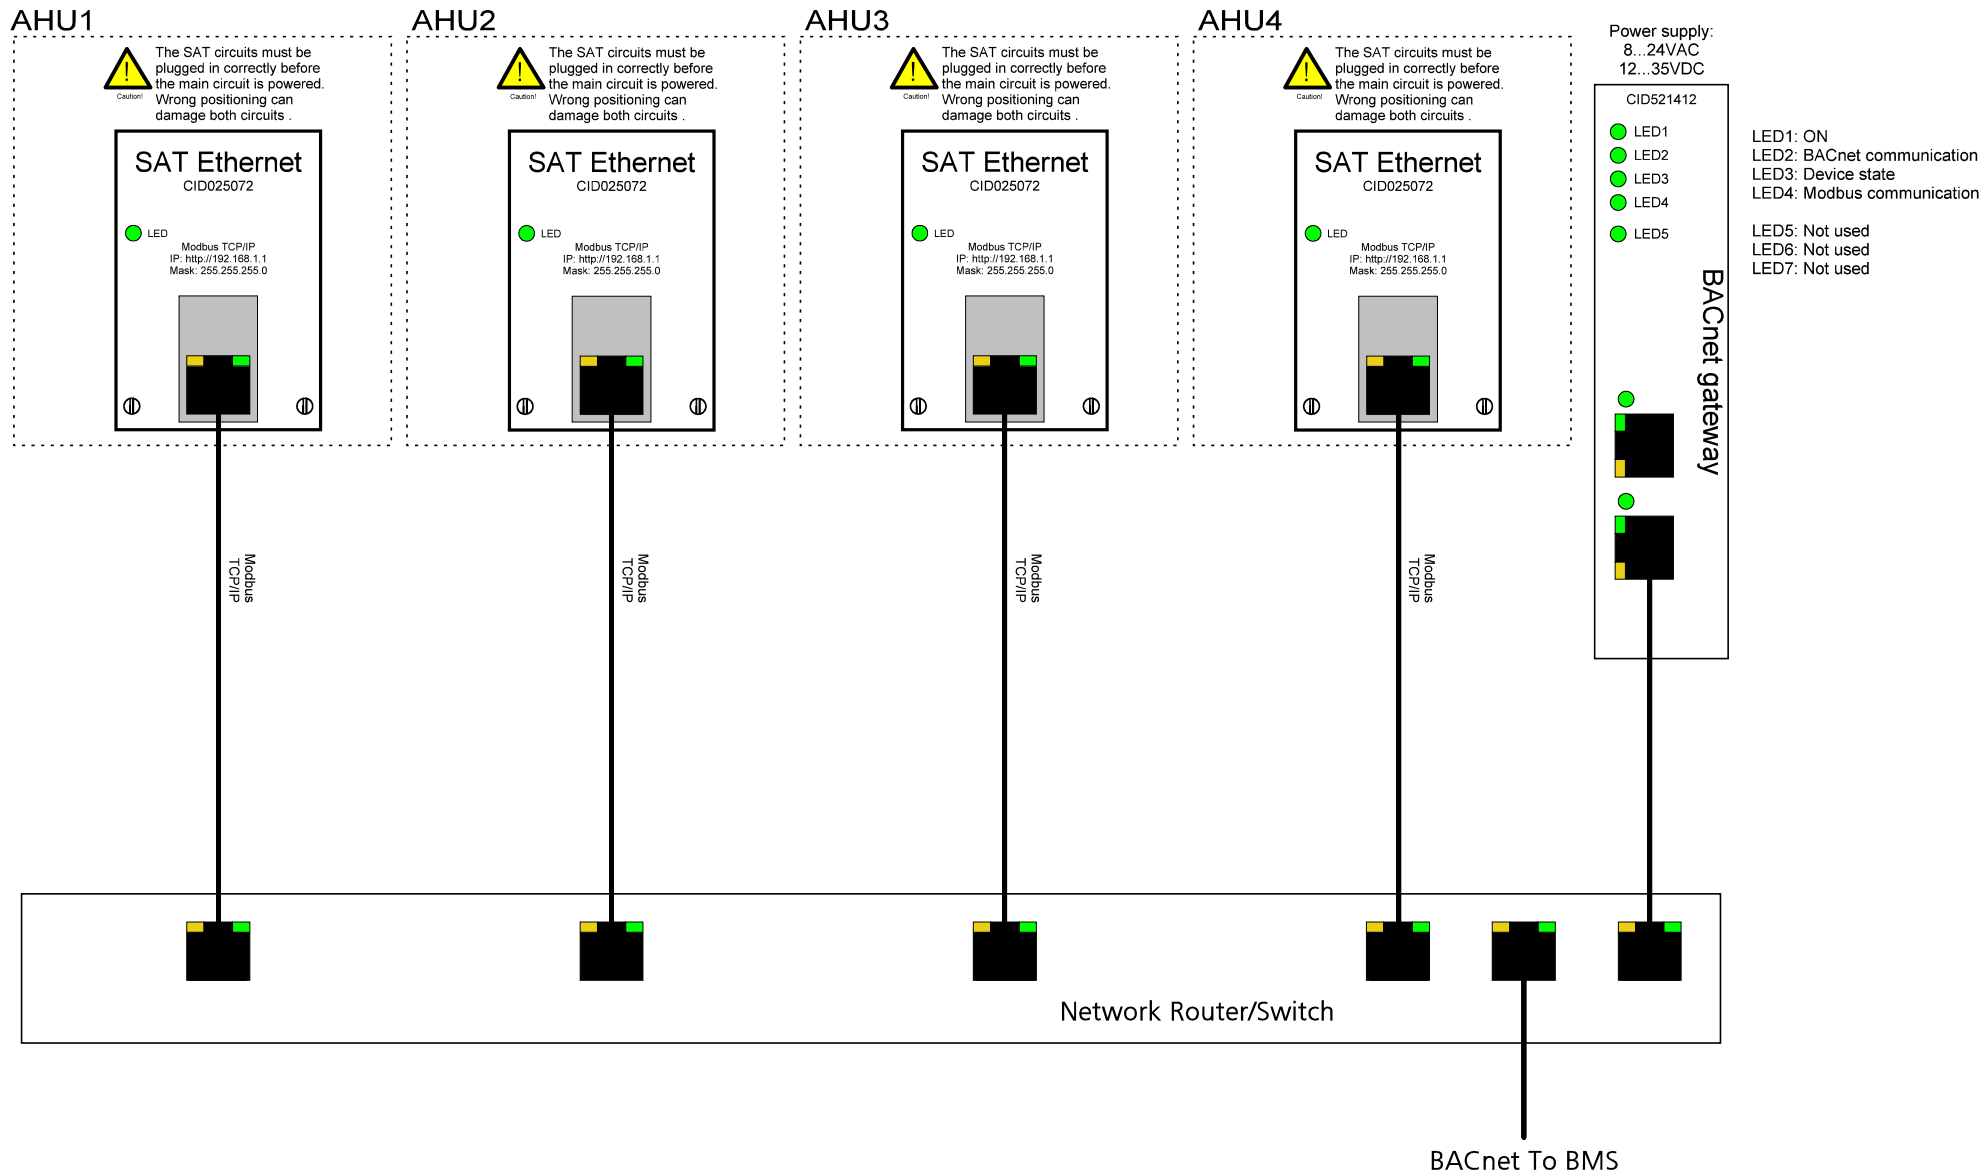 AHU1
The SAT circuits must be
plugged in correctly before
the main circuit is powered.
Wrong positioning can
damage both circuits .
Caution!
SAT Ethernet
CID025072
LED
Modbus TCP/IP
IP: http://192.168.1.1
Mask: 255.255.255.0
Modbus
TCP/IP
AHU2
The SAT circuits must be
plugged in correctly before
the main circuit is powered.
Wrong positioning can
damage both circuits .
Caution!
SAT Ethernet
CID025072
LED
Modbus TCP/IP
IP: http://192.168.1.1
Mask: 255.255.255.0
Modbus
TCP/IP
AHU3
The SAT circuits must be
plugged in correctly before
the main circuit is powered.
Wrong positioning can
damage both circuits .
Caution!
SAT Ethernet
CID025072
LED
Modbus TCP/IP
IP: http://192.168.1.1
Mask: 255.255.255.0
Modbus
TCP/IP
AHU4
The SAT circuits must be
plugged in correctly before
the main circuit is powered.
Wrong positioning can
damage both circuits .
Caution!
SAT Ethernet
CID025072
LED
Modbus TCP/IP
IP: http://192.168.1.1
Mask: 255.255.255.0
Modbus
TCP/IP
Power supply:
8...24VAC
12...35VDC
CID521412
LED1
LED2
LED3
LED4
LED5
BACnet gateway
LED1: ON
LED2: BACnet communication
LED3: Device state
LED4: Modbus communication
LED5: Not used
LED6: Not used
LED7: Not used
Network Router/Switch
BACnet To BMS